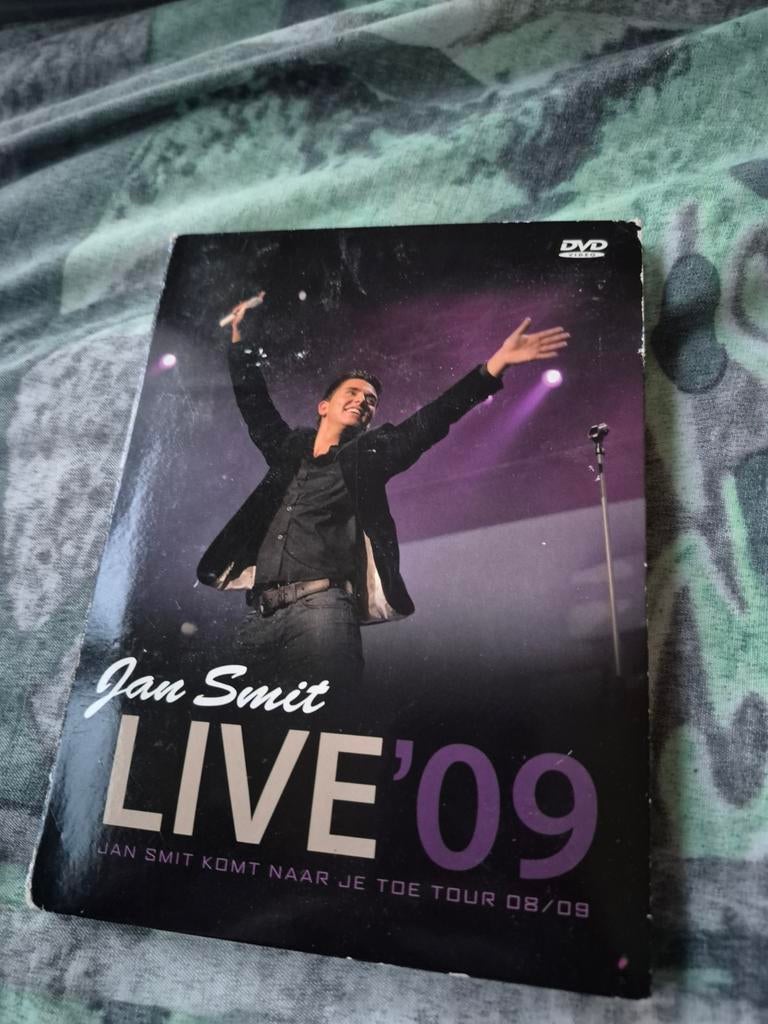 DVD
VIDEO
Jan Smit
LIVE'09
JAN SMIT KOMT NAAR JE TOE TOUR 08/09